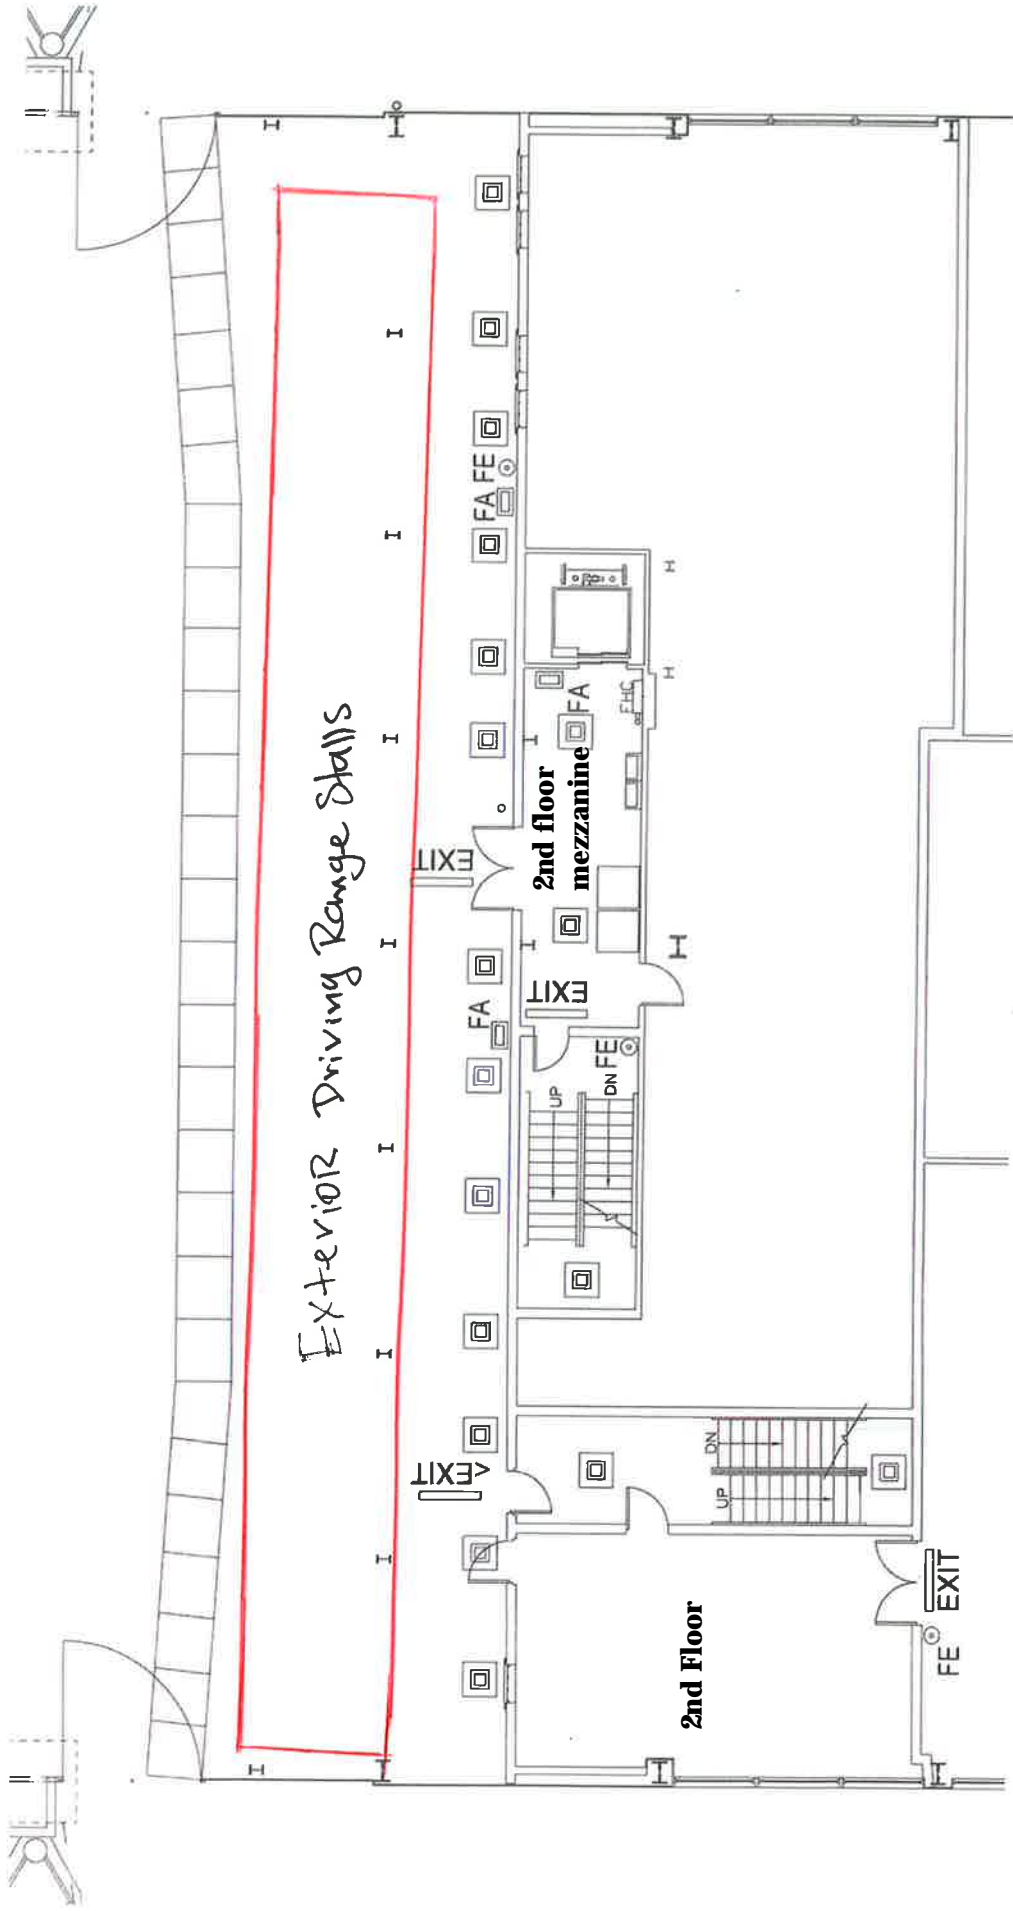 Exterior Driving Range Stalls
FA FE
EXIT
FA
<EXIT
2nd floor
mezzanine
FA
FHC
EXIT
FE
UP
DN
DN
UP
2nd Floor
EXIT
FE